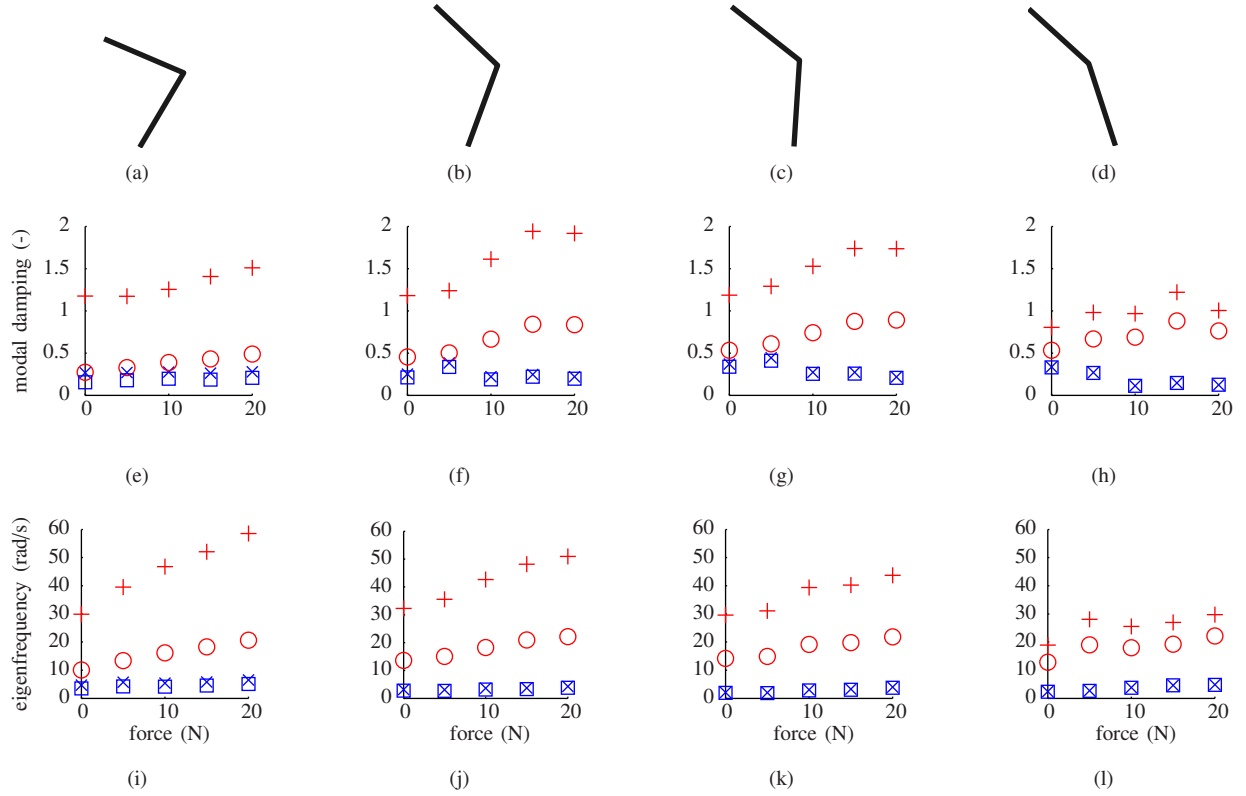 (a) (b) (c) (d)
modal damping (-)
2 2 2 2
1.5 1.5 1.5 1.5
1 1 1 1
0.5 0.5 0.5 0.5
0 0 0 0
0 10 20 0 10 20 0 10 20 0 10 20
(e) (f) (g) (h)
eigenfrequency (rad/s)
60 60 60 60
50 50 50 50
40 40 40 40
30 30 30 30
20 20 20 20
10 10 10 10
0 0 0 0
0 10 20 0 10 20 0 10 20 0 10 20
force (N) force (N) force (N) force (N)
(i) (j) (k) (l)